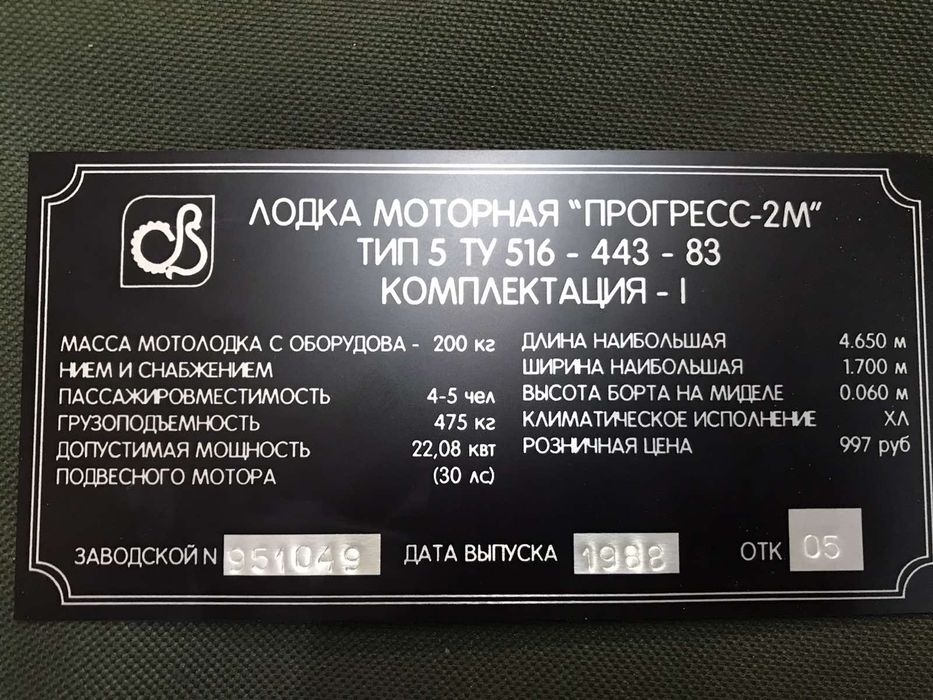 ЛОДКА МОТОРНАЯ "ПРОГРЕСС-2М"
ТИП 5 ТУ 516 - 443 - 83
КОМПЛЕКТАЦИЯ - I
МАССА МОТОЛОДКА С ОБОРУДОВА - 200 кг
НИЕМ И СНАБЖЕНИЕМ
ПАССАЖИРОВМЕСТИМОСТЬ 4-5 чел
ГРУЗОПОДЪЕМНОСТЬ 475 кг
ДОПУСТИМАЯ МОЩНОСТЬ 22,08 квт
ПОДВЕСНОГО МОТОРА (30 лс)
ДЛИНА НАИБОЛЬШАЯ 4.650 м
ШИРИНА НАИБОЛЬШАЯ 1.700 м
ВЫСОТА БОРТА НА МИДЕЛЕ 0.060 м
КЛИМАТИЧЕСКОЕ ИСПОЛНЕНИЕ ХЛ
РОЗНИЧНАЯ ЦЕНА 997 руб
ЗАВОДСКОЙ N 951049 ДАТА ВЫПУСКА 1988 ОТК 05